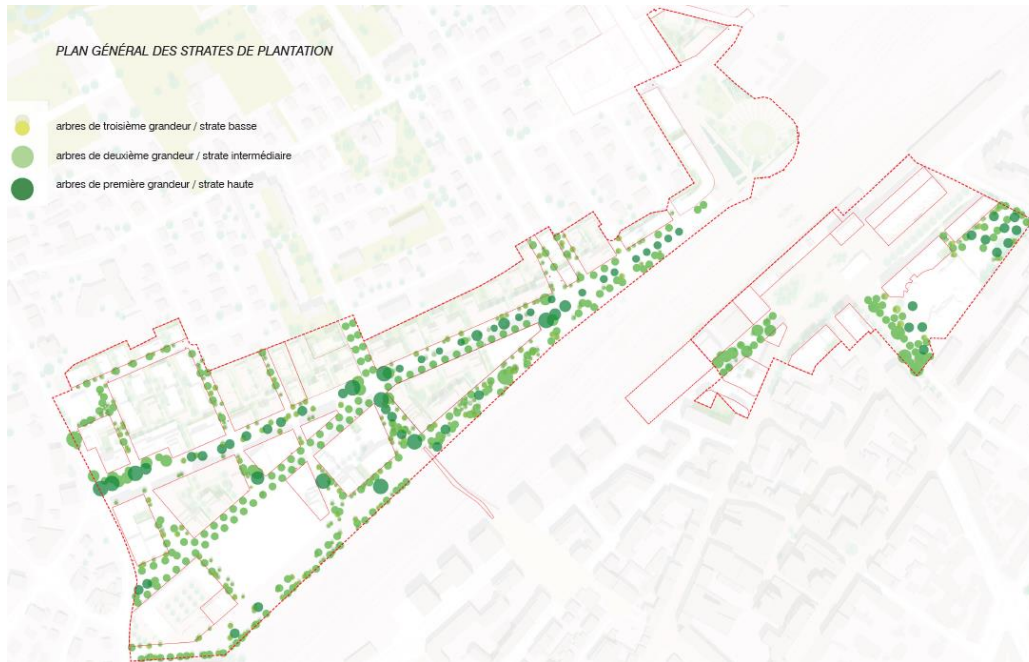 PLAN GÉNÉRAL DES STRATES DE PLANTATION
arbres de troisième grandeur / strate basse
arbres de deuxième grandeur / strate intermédiaire
arbres de première grandeur / strate haute